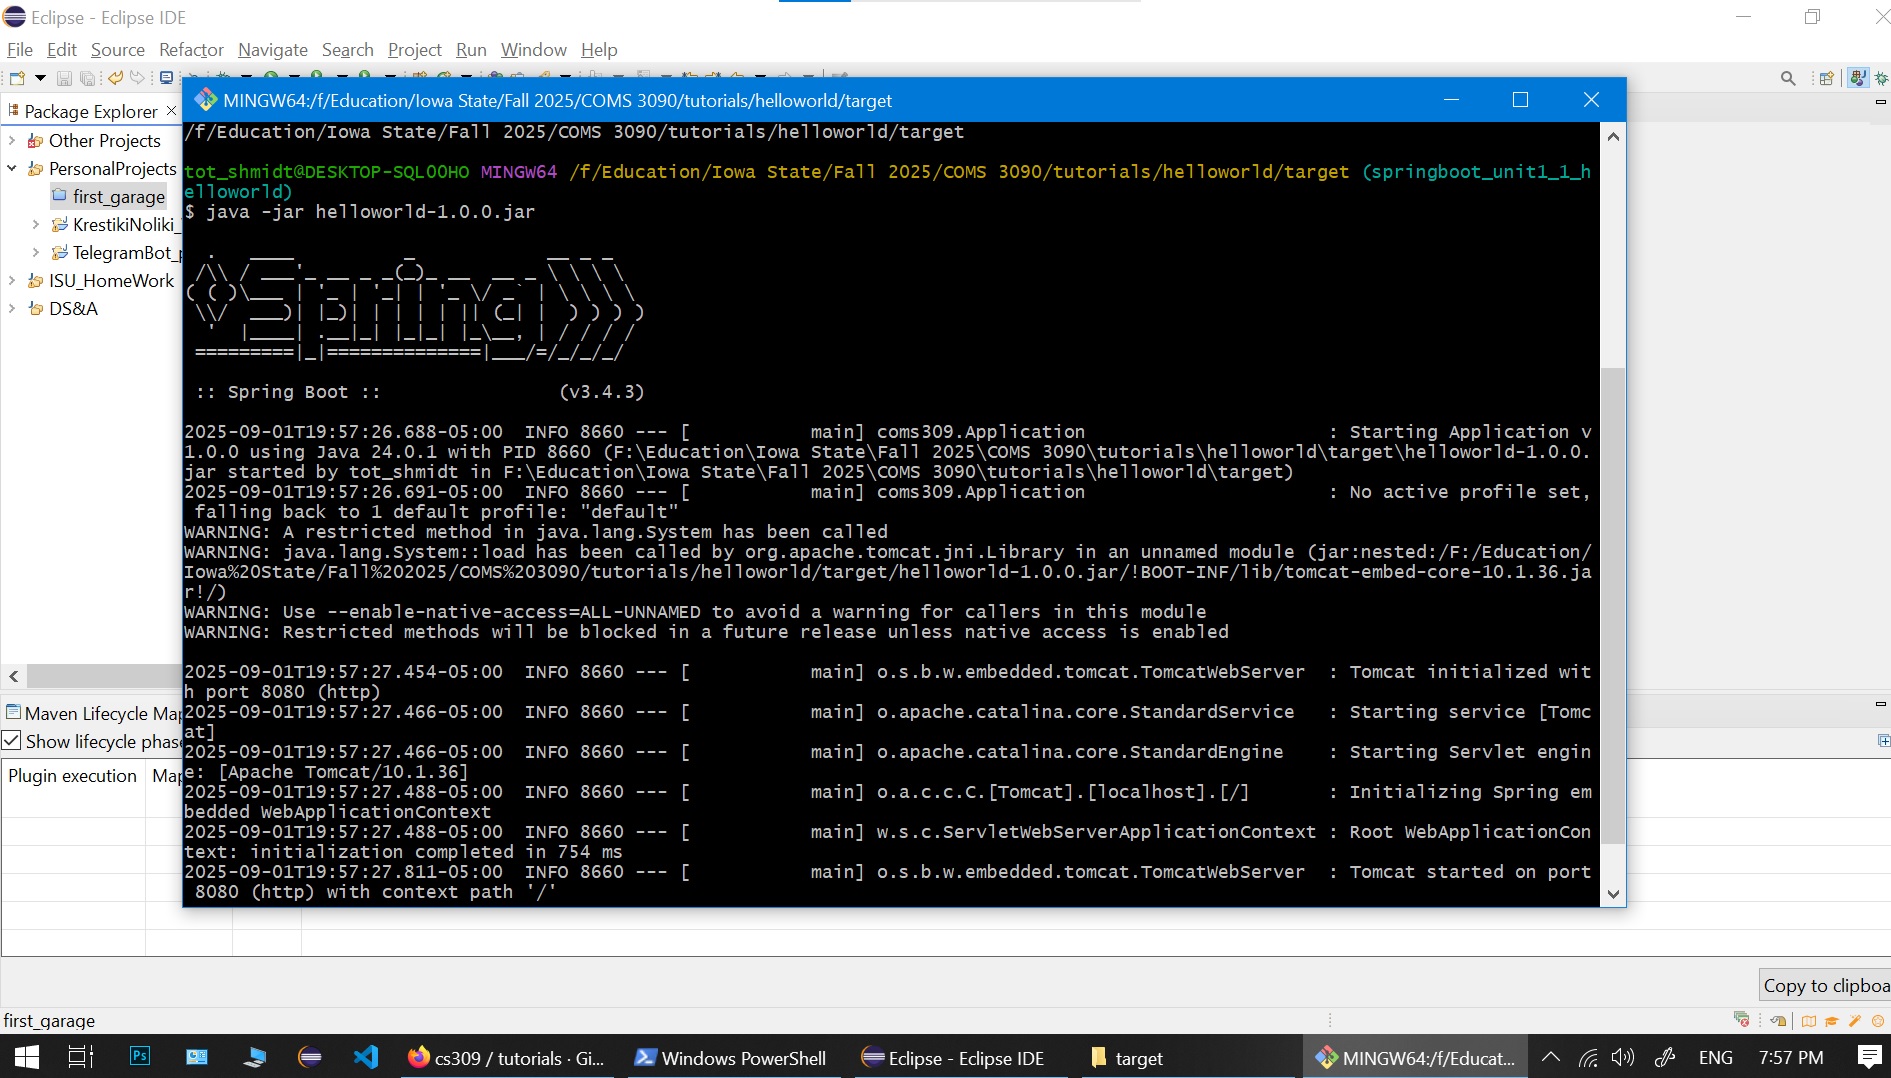 Eclipse - Eclipse IDE
File Edit Source Refactor Navigate Search Project Run Window Help
Package Explorer
Other Projects
PersonalProjects
first_garage
KrestikiNoliki_
TelegramBot_p
ISU_HomeWork
DS&A
MINGW64:/f/Education/Iowa State/Fall 2025/COMS 3090/tutorials/helloworld/target
/f/Education/Iowa State/Fall 2025/COMS 3090/tutorials/helloworld/target
tot_shmidt@DESKTOP-SQL00HO MINGW64 /f/Education/Iowa State/Fall 2025/COMS 3090/tutorials/helloworld/target (springboot_unit1_1_h
elloworld)
$ java -jar helloworld-1.0.0.jar
Spring
:: Spring Boot :: (v3.4.3)
2025-09-01T19:57:26.688-05:00 INFO 8660 --- [ main] coms309.Application : Starting Application v
1.0.0 using Java 24.0.1 with PID 8660 (F:\Education\Iowa State\Fall 2025\COMS 3090\tutorials\helloworld\target\helloworld-1.0.0.
jar started by tot_shmidt in F:\Education\Iowa State\Fall 2025\COMS 3090\tutorials\helloworld\target)
2025-09-01T19:57:26.691-05:00 INFO 8660 --- [ main] coms309.Application : No active profile set,
falling back to 1 default profile: "default"
WARNING: A restricted method in java.lang.System has been called
WARNING: java.lang.System::load has been called by org.apache.tomcat.jni.Library in an unnamed module (jar:nested:/F:/Education/
Iowa%20State/Fall%202025/COMS%203090/tutorials/helloworld/target/helloworld-1.0.0.jar/!BOOT-INF/lib/tomcat-embed-core-10.1.36.ja
r!/)
WARNING: Use --enable-native-access=ALL-UNNAMED to avoid a warning for callers in this module
WARNING: Restricted methods will be blocked in a future release unless native access is enabled
2025-09-01T19:57:27.454-05:00 INFO 8660 --- [ main] o.s.b.w.embedded.tomcat.TomcatWebServer : Tomcat initialized wit
h port 8080 (http)
2025-09-01T19:57:27.466-05:00 INFO 8660 --- [ main] o.apache.catalina.core.StandardService : Starting service [Tomc
at]
2025-09-01T19:57:27.466-05:00 INFO 8660 --- [ main] o.apache.catalina.core.StandardEngine : Starting Servlet engin
e: [Apache Tomcat/10.1.36]
2025-09-01T19:57:27.488-05:00 INFO 8660 --- [ main] o.a.c.c.C.[Tomcat].[localhost].[/] : Initializing Spring em
bedded WebApplicationContext
2025-09-01T19:57:27.488-05:00 INFO 8660 --- [ main] w.s.c.ServletWebServerApplicationContext : Root WebApplicationCon
text: initialization completed in 754 ms
2025-09-01T19:57:27.811-05:00 INFO 8660 --- [ main] o.s.b.w.embedded.tomcat.TomcatWebServer : Tomcat started on port
8080 (http) with context path '/'
Maven Lifecycle Map
Show lifecycle phase
Plugin execution Map
Copy to clipboa
first_garage
Ps
cs309 / tutorials · Gi...
Windows PowerShell
Eclipse - Eclipse IDE
target
MINGW64:/f/Educat...
ENG
7:57 PM